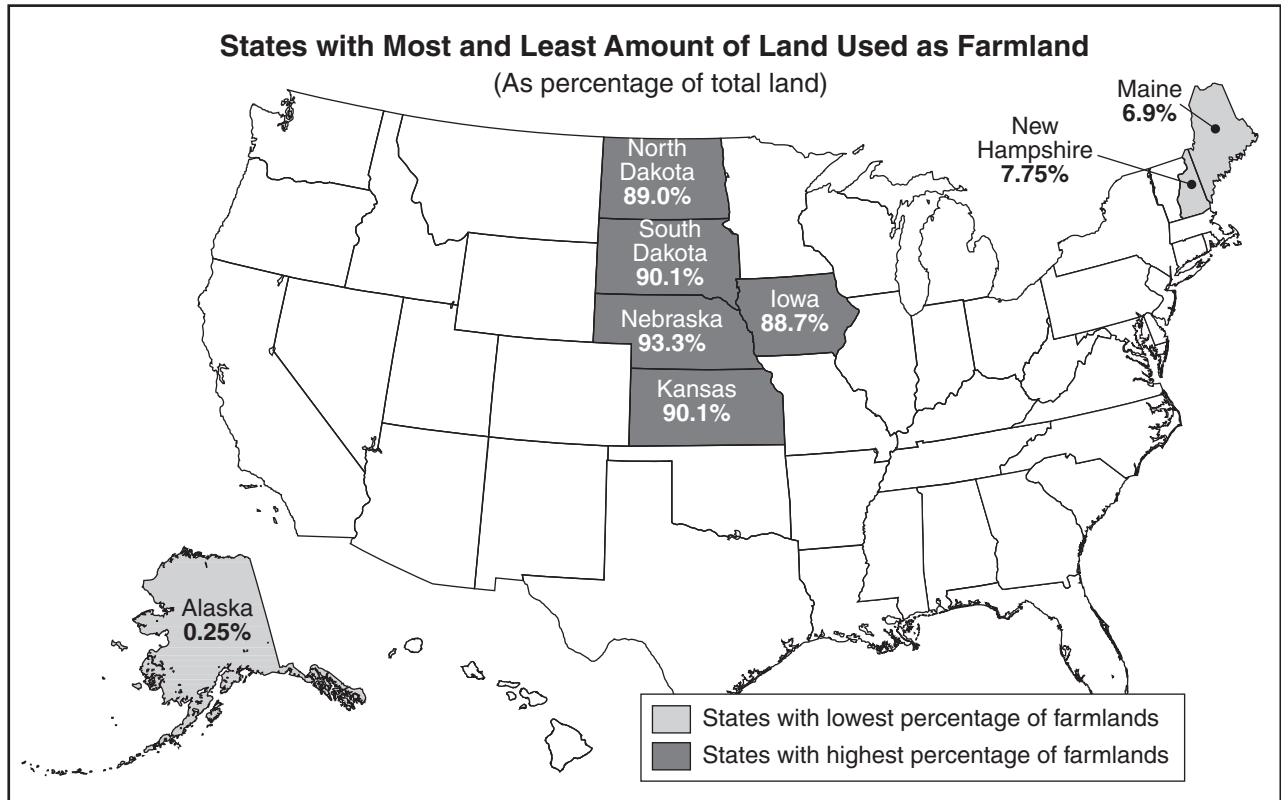 States with Most and Least Amount of Land Used as Farmland
(As percentage of total land)
Maine
6.9%
New
Hampshire
7.75%
North
Dakota
89.0%
South
Dakota
90.1%
Iowa
88.7%
Nebraska
93.3%
Kansas
90.1%
Alaska
0.25%
States with lowest percentage of farmlands
States with highest percentage of farmlands